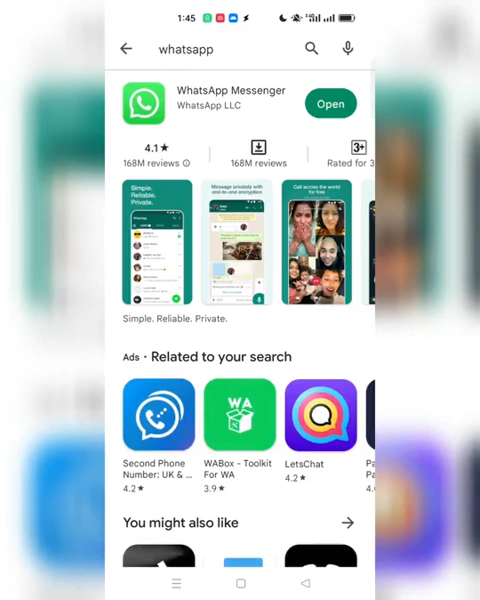 1:45
whatsapp
WhatsApp Messenger
WhatsApp LLC
Open
4.1★
168M reviews
168M reviews
3+
Rated for 3
Simple.
Reliable.
Private.
Message privately with
end-to-end encryption
Call across the world
for free
WhatsApp
Simple. Reliable. Private.
Ads · Related to your search
WA
Second Phone
Number: UK & ...
4.2★
WABox - Toolkit
For WA
3.9★
LetsChat
4.2★
You might also like